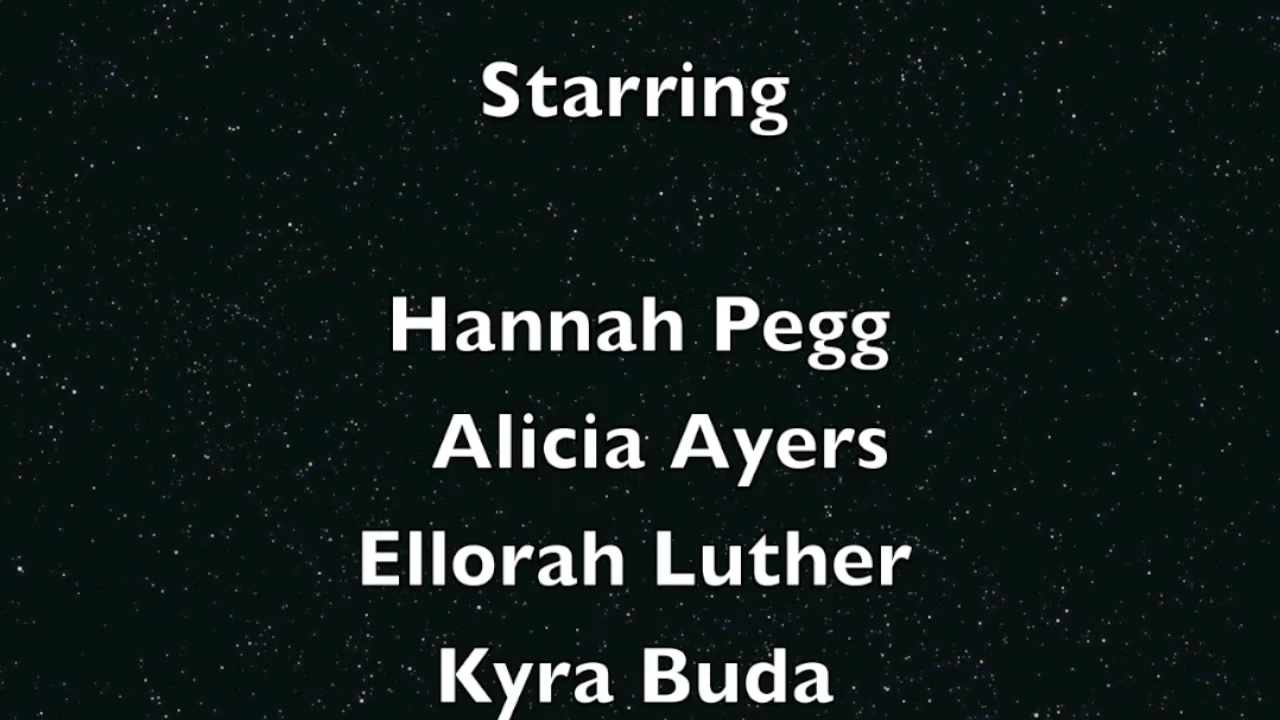 Starring
Hannah Pegg
Alicia Ayers
Ellorah Luther
Kyra Buda